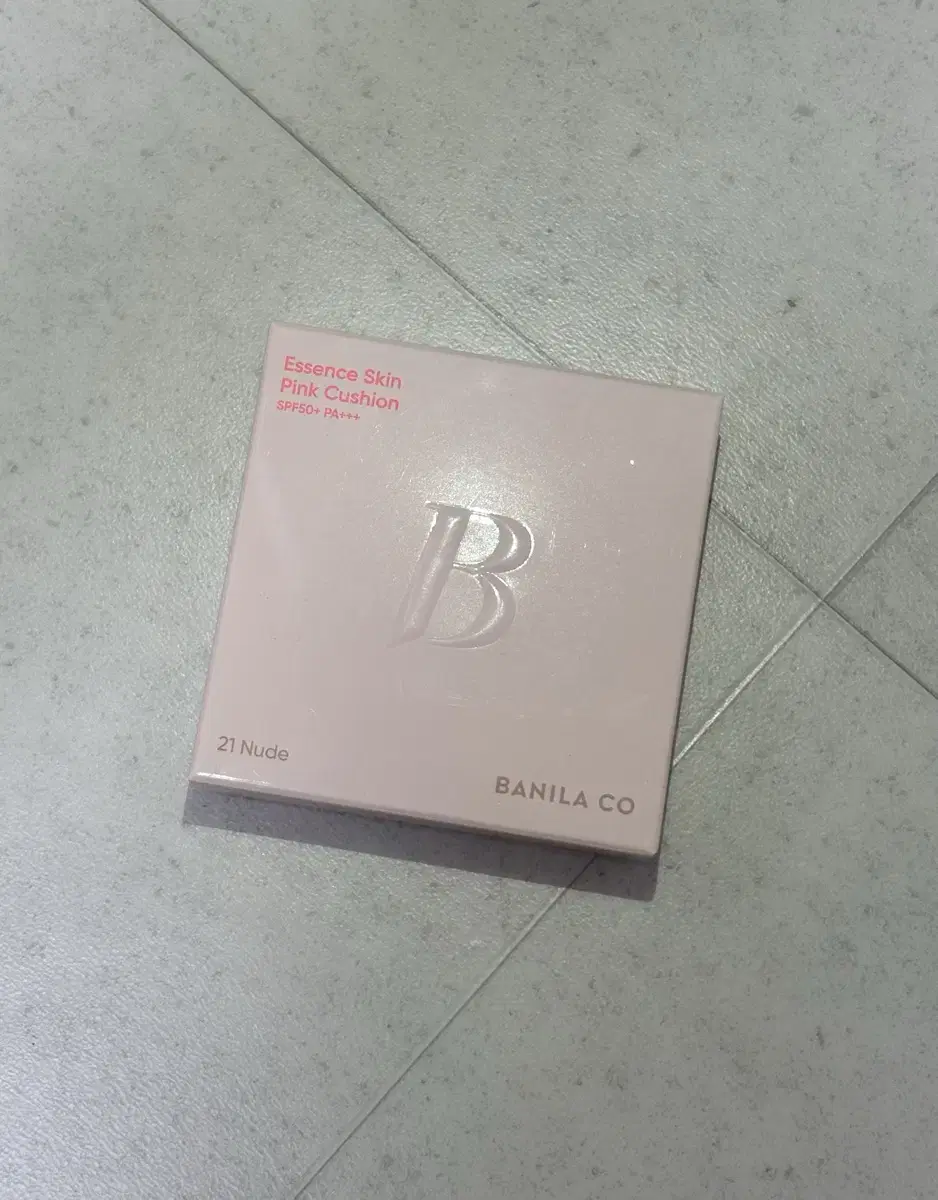 Essence Skin
Pink Cushion
SPF50+ PA+++
B
21 Nude
BANILA CO